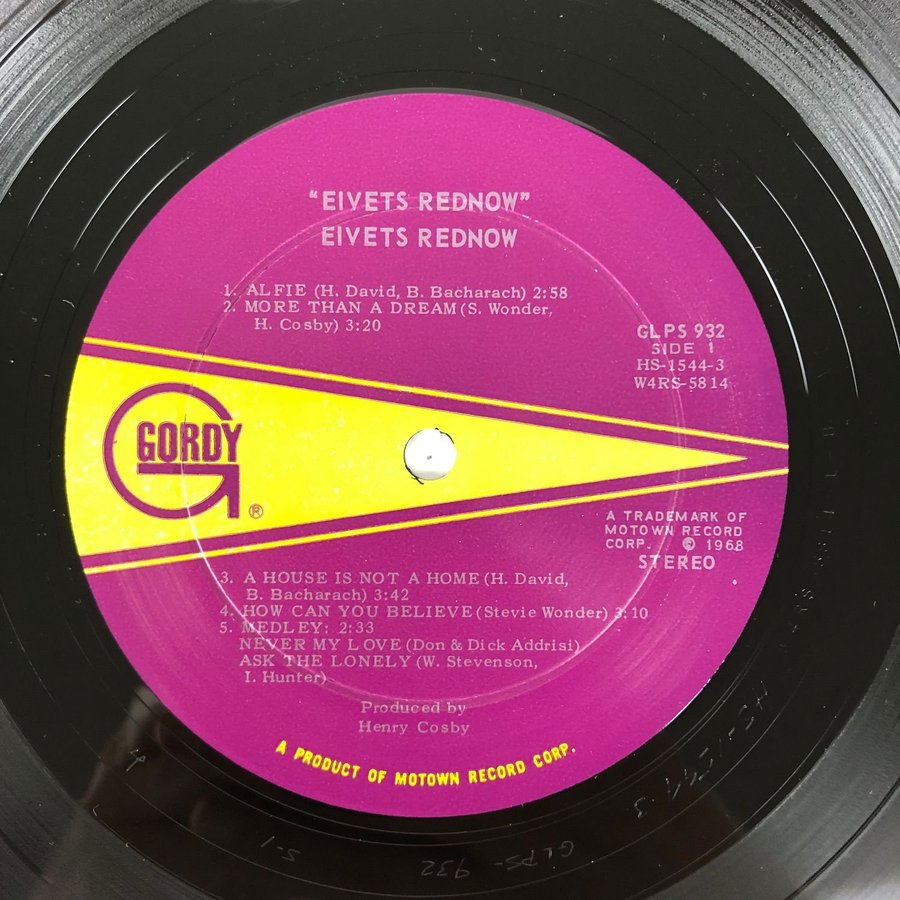 "EIVETS REDNOW"
EIVETS REDNOW
1. ALFIE (H. David, B. Bacharach) 2:58
2. MORE THAN A DREAM (S. Wonder,
H. Cosby) 3:20
GLPS 932
SIDE 1
HS-1544-3
W4RS-5814
GORDY
G®
A TRADEMARK OF
MOTOWN RECORD
CORP. © 1968
STEREO
3. A HOUSE IS NOT A HOME (H. David,
B. Bacharach) 3:42
4. HOW CAN YOU BELIEVE (Stevie Wonder) 3:10
5. MEDLEY: 2:33
NEVER MY LOVE (Don & Dick Addrisi)
ASK THE LONELY (W. Stevenson,
I. Hunter)
Produced by
Henry Cosby
A PRODUCT OF MOTOWN RECORD CORP.
GLPS-932 S-1